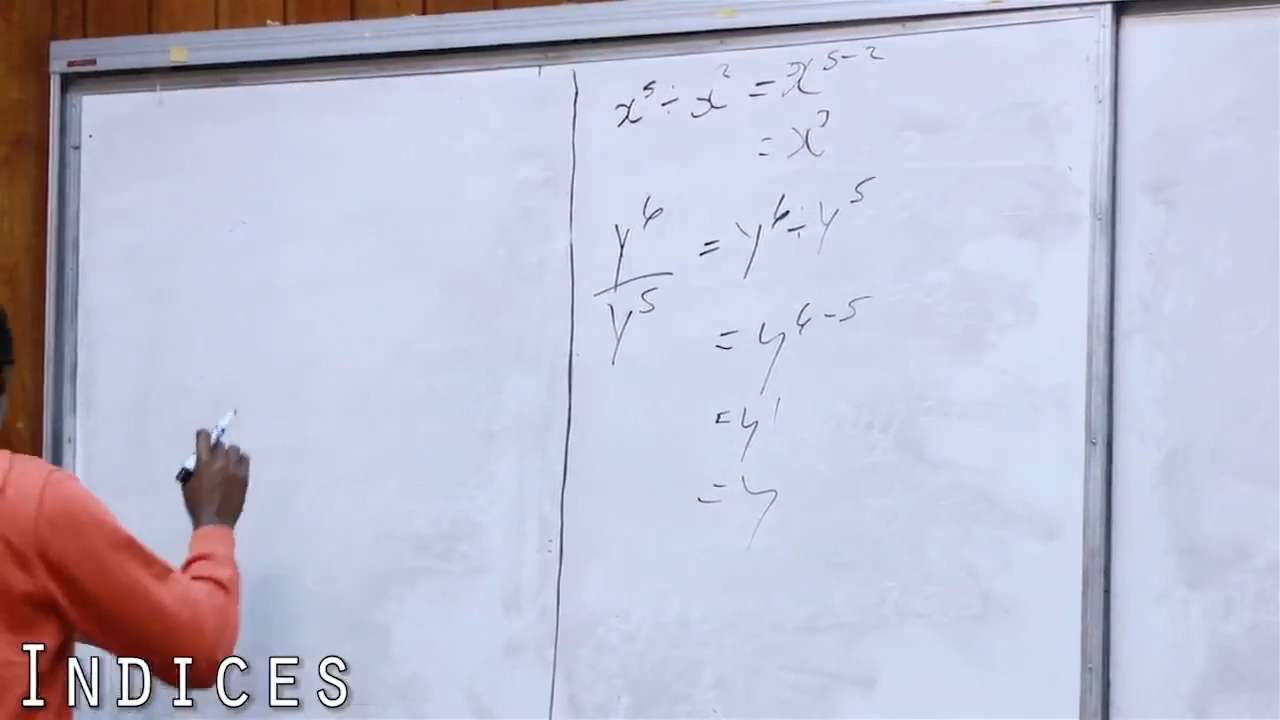 x⁵ ÷ x² = x⁵⁻²
= x³
y⁶/y⁵ = y⁶ ÷ y⁵
= y⁶⁻⁵
= y¹
= y
INDICES